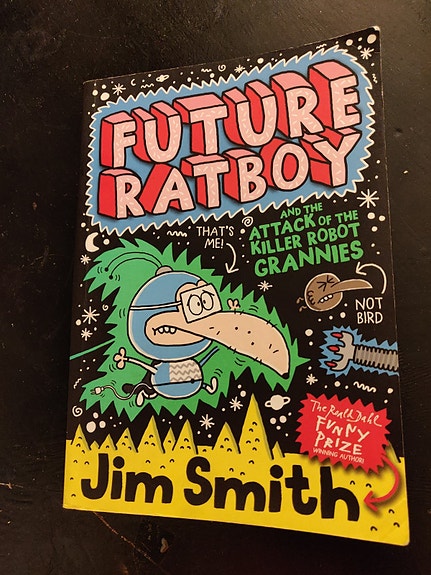 FUTURE
RATBOY
AND THE
ATTACK OF THE
KILLER ROBOT
GRANNIES
THAT'S
ME!
NOT
BIRD
The Roald Dahl
FUNNY
PRIZE
WINNING AUTHOR!
Jim Smith